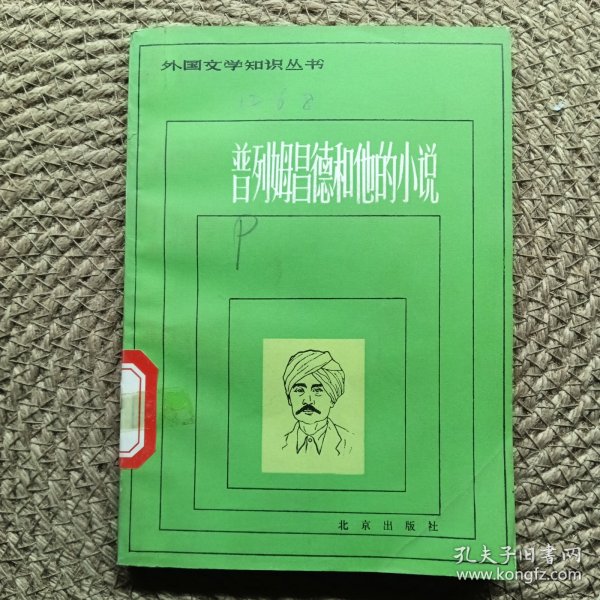 外国文学知识丛书
普列姆昌德和他的小说
P
北京出版社
孔夫子旧书网
www.kongfz.com